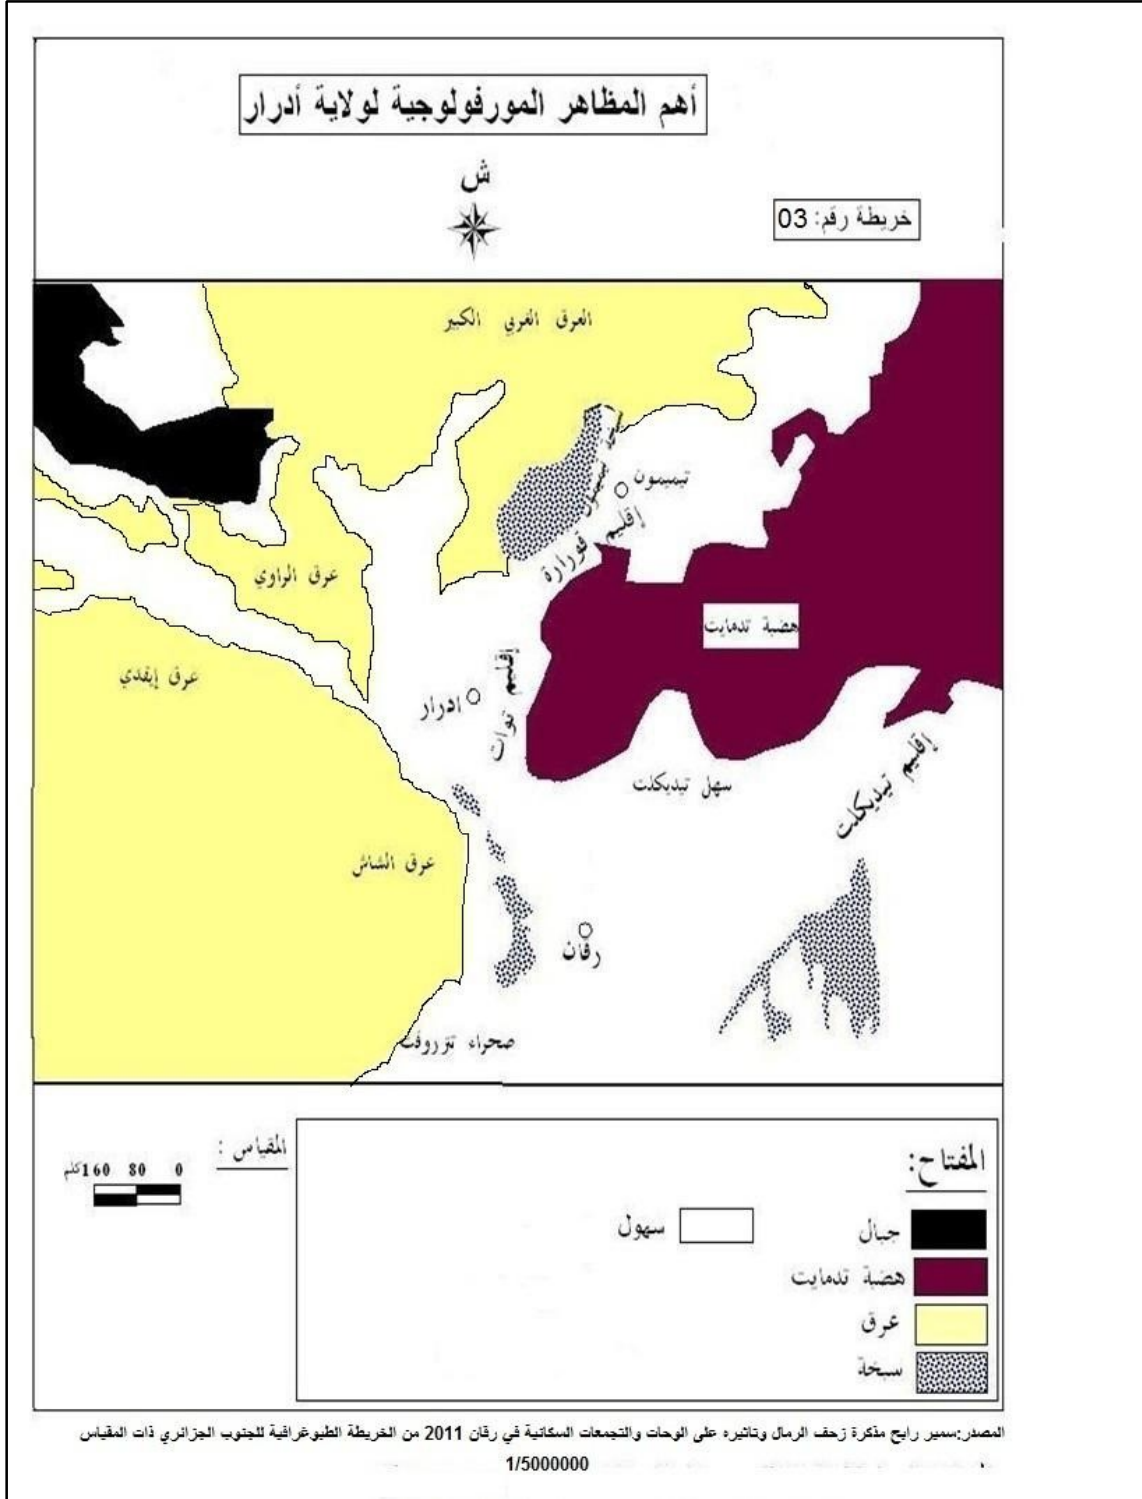 أهم المظاهر المورفولوجية لولاية أدرار
ش
خريطة رقم: 03
العرق الغربي الكبير
سبخة تيميمون
تيميمون
إقليم قورارة
عرق الراوي
هضبة تدمايت
إقليم توات
عرق إيقدي
ادرار
سهل تيديكلت
إقليم تيديكلت
عرق الشاش
رقان
صحراء تنزروفت
المقياس :
0 80 160كلم
المفتاح:
جبال
سهول
هضبة تدمايت
عرق
سبخة
المصدر:سمير رابح مذكرة زحف الرمال وتاثيره على الوحات والتجمعات السكانية في رقان 2011 من الخريطة الطبوغرافية للجنوب الجزائري ذات المقياس
1/5000000